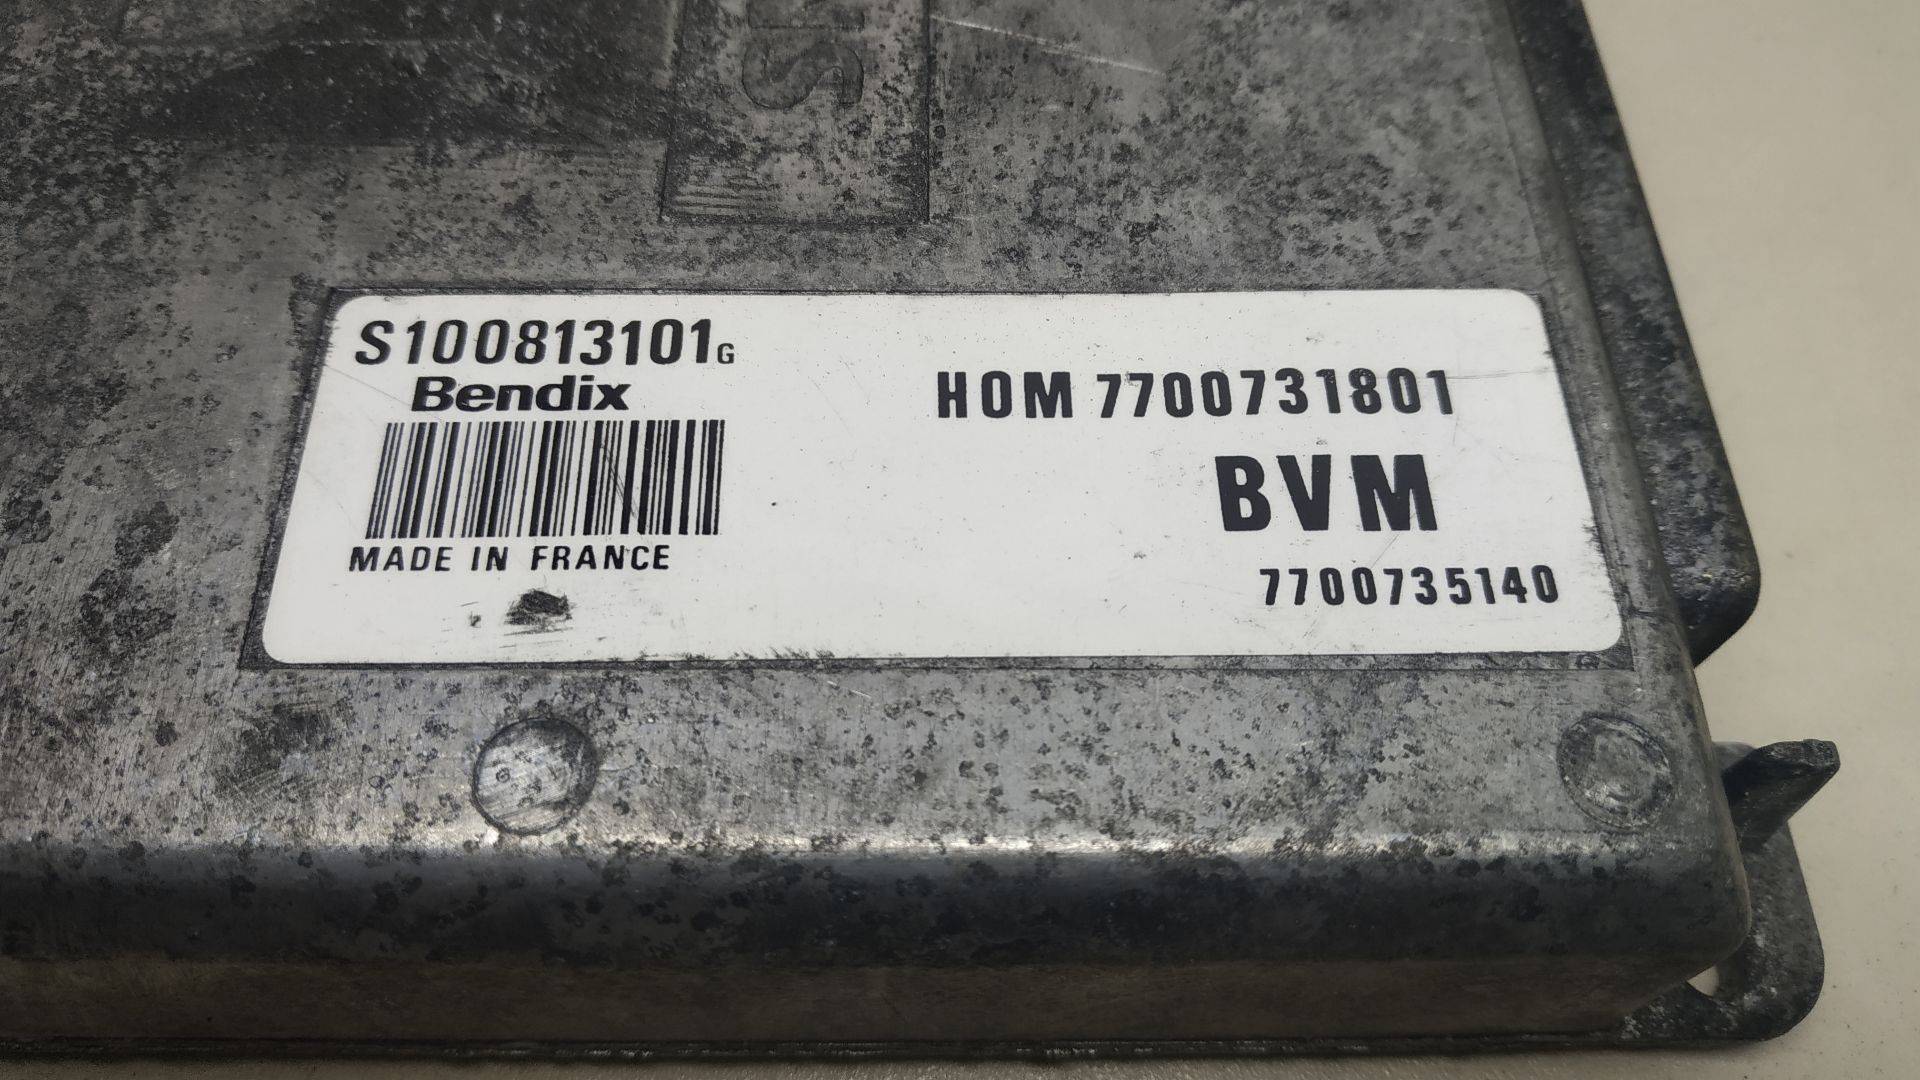 S100813101G
Bendix
MADE IN FRANCE
HOM 7700731801
BVM
7700735140